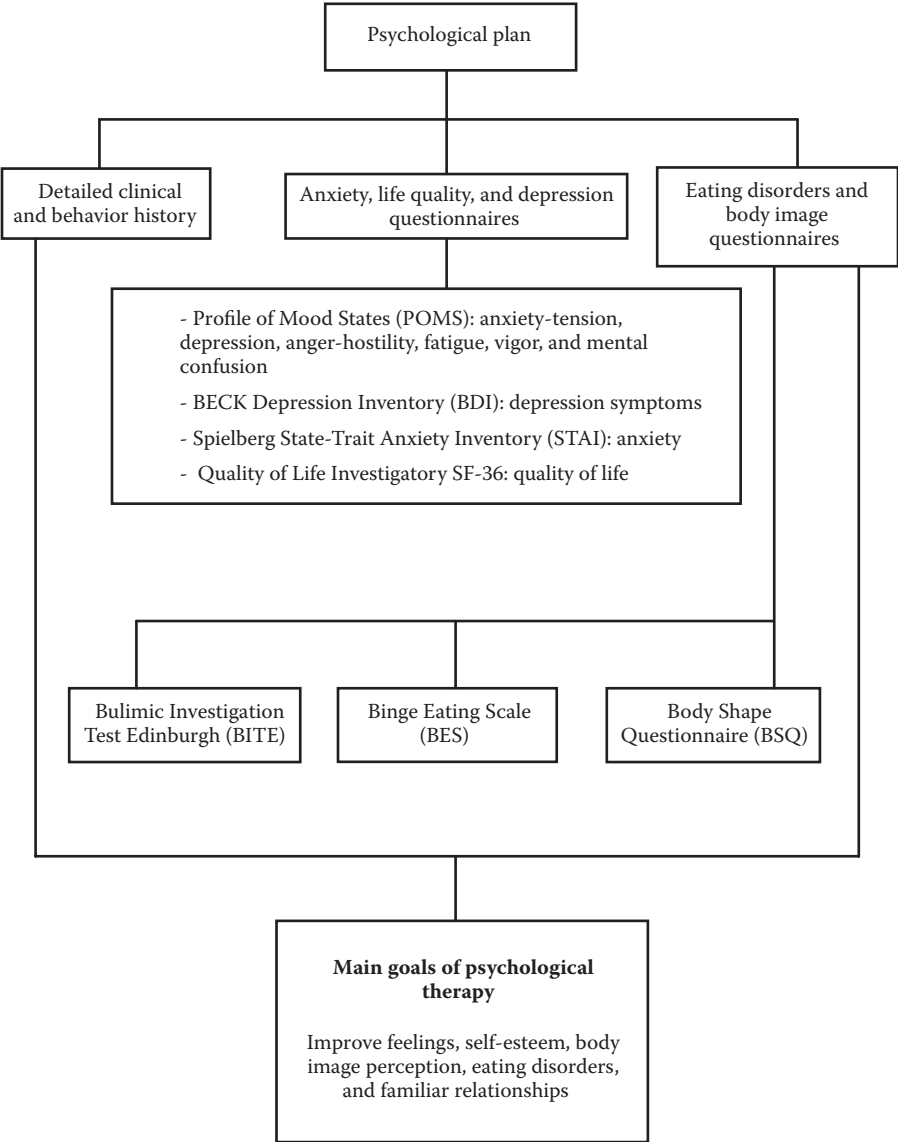 Psychological plan
Detailed clinical
and behavior history
Anxiety, life quality, and depression
questionnaires
Eating disorders and
body image
questionnaires
- Profile of Mood States (POMS): anxiety-tension,
depression, anger-hostility, fatigue, vigor, and mental
confusion
- BECK Depression Inventory (BDI): depression symptoms
- Spielberg State-Trait Anxiety Inventory (STAI): anxiety
- Quality of Life Investigatory SF-36: quality of life
Bulimic Investigation
Test Edinburgh (BITE)
Binge Eating Scale
(BES)
Body Shape
Questionnaire (BSQ)
Main goals of psychological
therapy
Improve feelings, self-esteem, body
image perception, eating disorders,
and familiar relationships